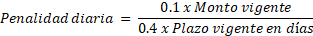 Penalidad diaria = 0.1 x Monto vigente
0.4 x Plazo vigente en días